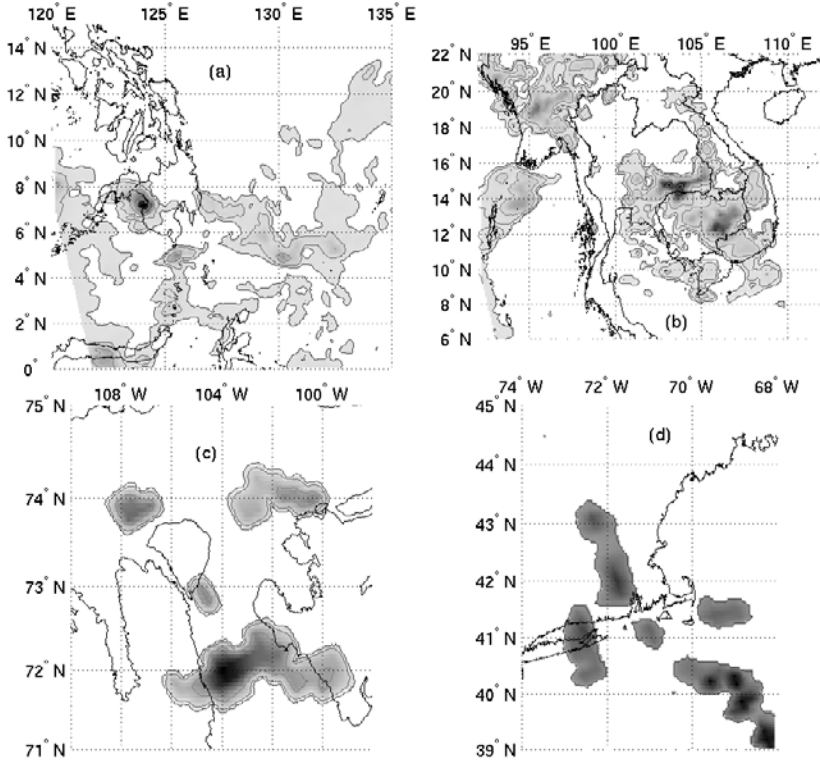 120° E 125° E 130° E 135° E
14° N
12° N
10° N
8° N
6° N
4° N
2° N
0°
(a)
95° E 100° E 105° E 110° E
22° N
20° N
18° N
16° N
14° N
12° N
10° N
8° N
6° N
(b)
108° W 104° W 100° W
75° N
74° N
73° N
72° N
71° N
(c)
74° W 72° W 70° W 68° W
45° N
44° N
43° N
42° N
41° N
40° N
39° N
(d)